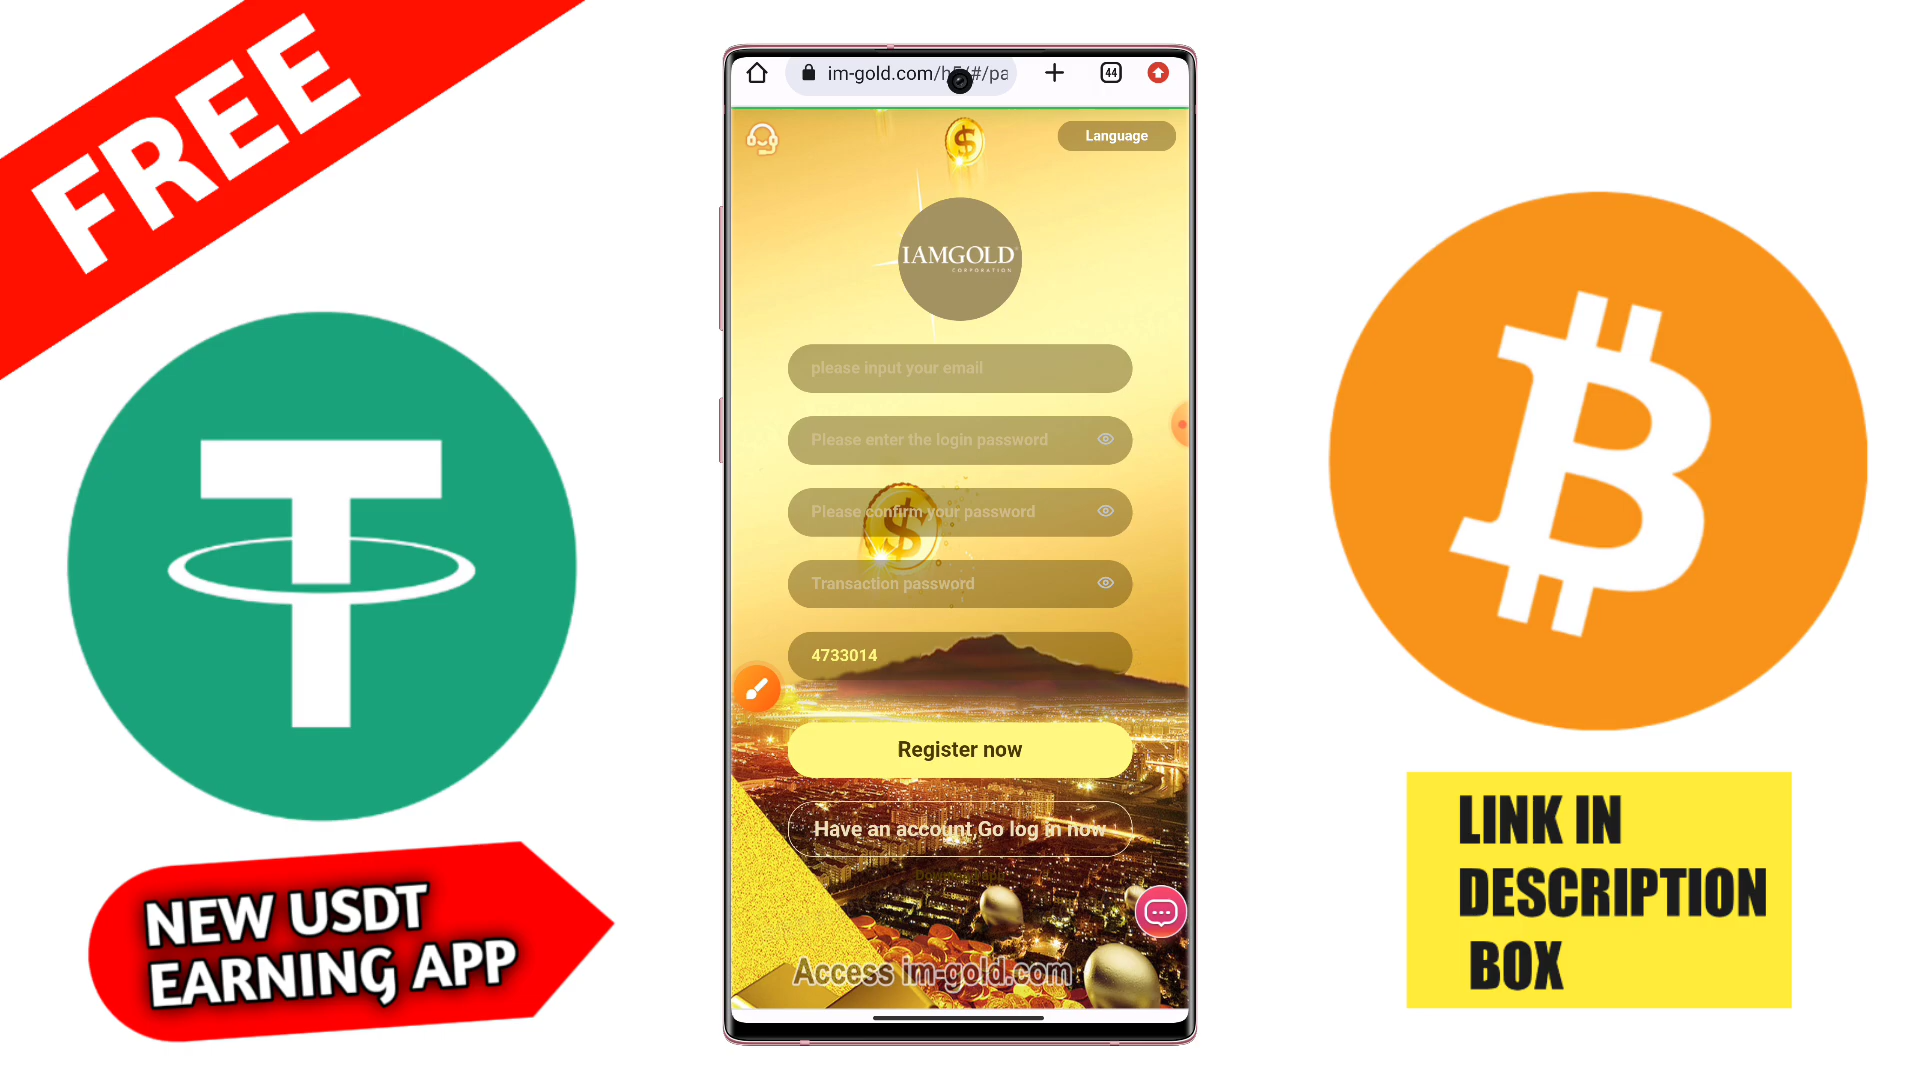 FREE
im-gold.com/h5/#/pa
44
Language
IAMGOLD
CORPORATION
please input your email
Please enter the login password
Please confirm your password
Transaction password
4733014
Register now
Have an account,Go log in now
Access im-gold.com
NEW USDT
EARNING APP
LINK IN
DESCRIPTION
BOX